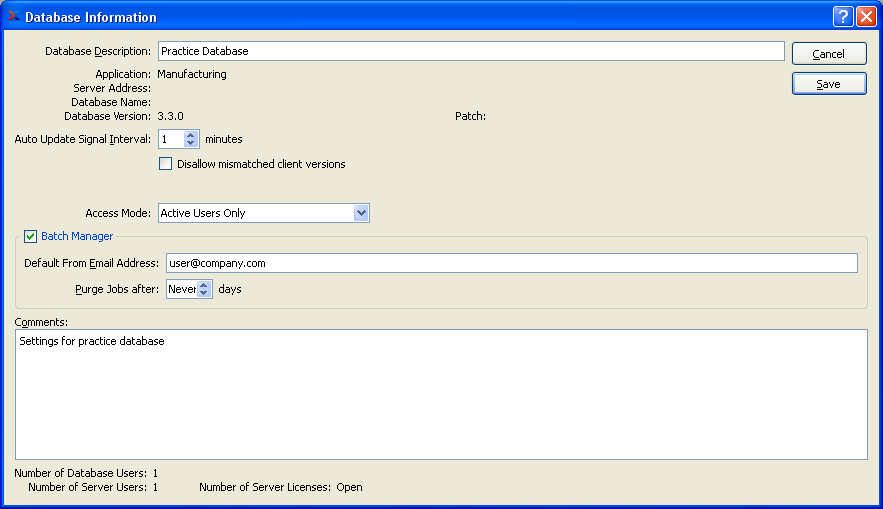 Database Information
Database Description: Practice Database
Cancel
Application: Manufacturing
Server Address:
Save
Database Name:
Database Version: 3.3.0 Patch:
Auto Update Signal Interval: 1 minutes
Disallow mismatched client versions
Access Mode: Active Users Only
Batch Manager
Default From Email Address: user@company.com
Purge Jobs after: Never days
Comments:
Settings for practice database
Number of Database Users: 1
Number of Server Users: 1 Number of Server Licenses: Open